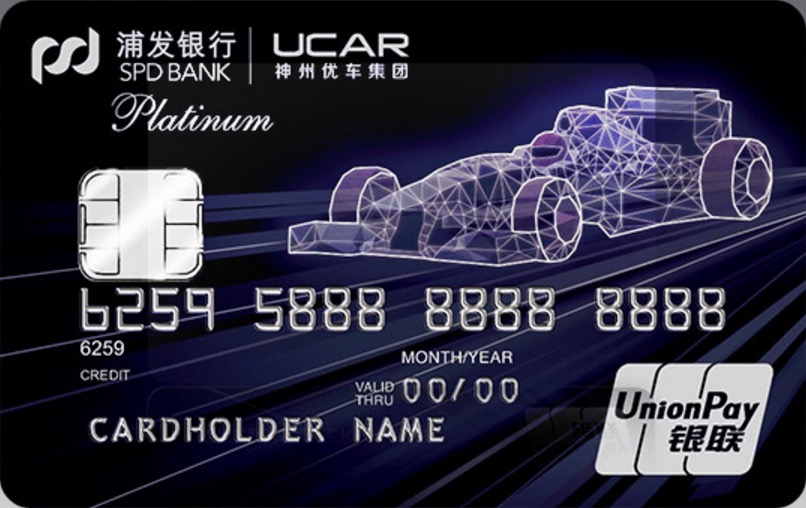 浦发银行
SPD BANK
UCAR
神州优车集团
Platinum
6259 5888 8888 8888
6259
CREDIT
MONTH/YEAR
VALID THRU 00/00
CARDHOLDER NAME
UnionPay
银联